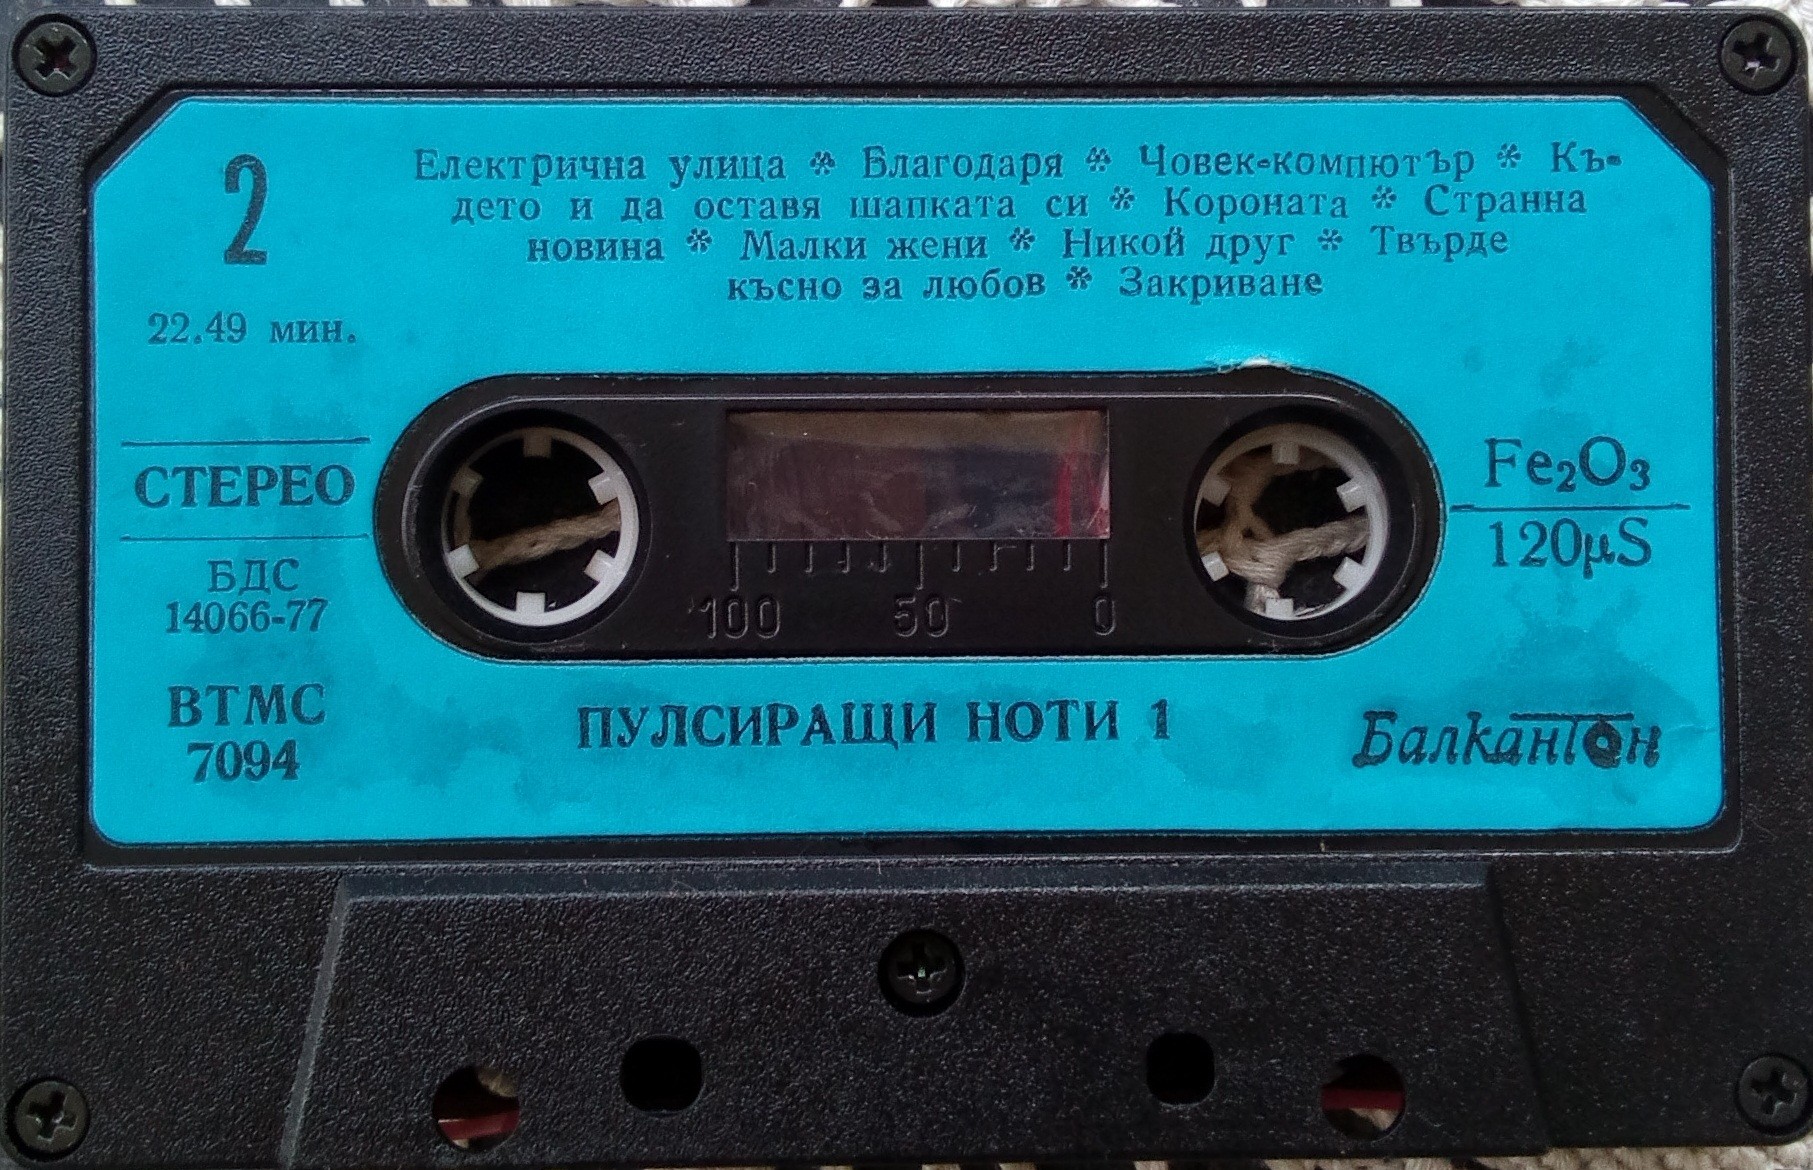 2
Електрична улица * Благодаря * Човек-компютър * Къ-
дето и да оставя шапката си * Короната * Странна
новина * Малки жени * Никой друг * Твърде
късно за любов * Закриване
22.49 мин.
СТЕРЕО
БДС
14066-77
ВТМС
7094
100 50 0
Fe₂O₃
120μS
ПУЛСИРАЩИ НОТИ 1
Балкантон